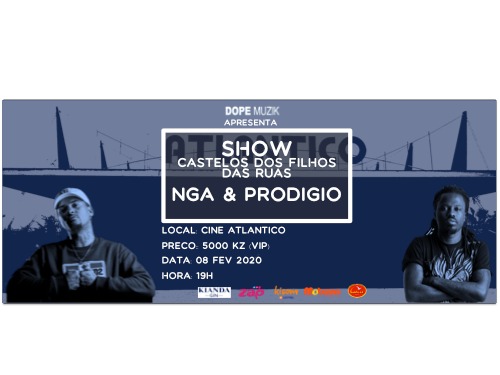 DOPE MUZIK
APRESENTA
ATLANTICO
SHOW
CASTELOS DOS FILHOS
DAS RUAS
NGA & PRODIGIO
LOCAL: CINE ATLANTICO
PRECO: 5000 KZ (VIP)
DATA: 08 FEV 2020
HORA: 19H
KIANDA zap